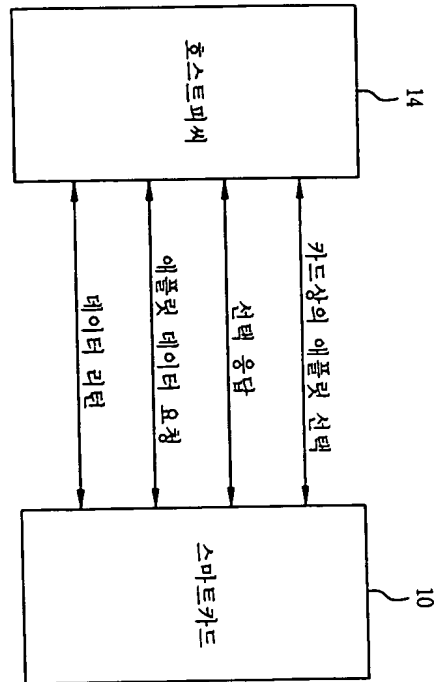 호스트피씨
14
카드상의 애플릿 선택
선택 응답
애플릿 데이터 요청
데이터 리턴
스마트카드
10